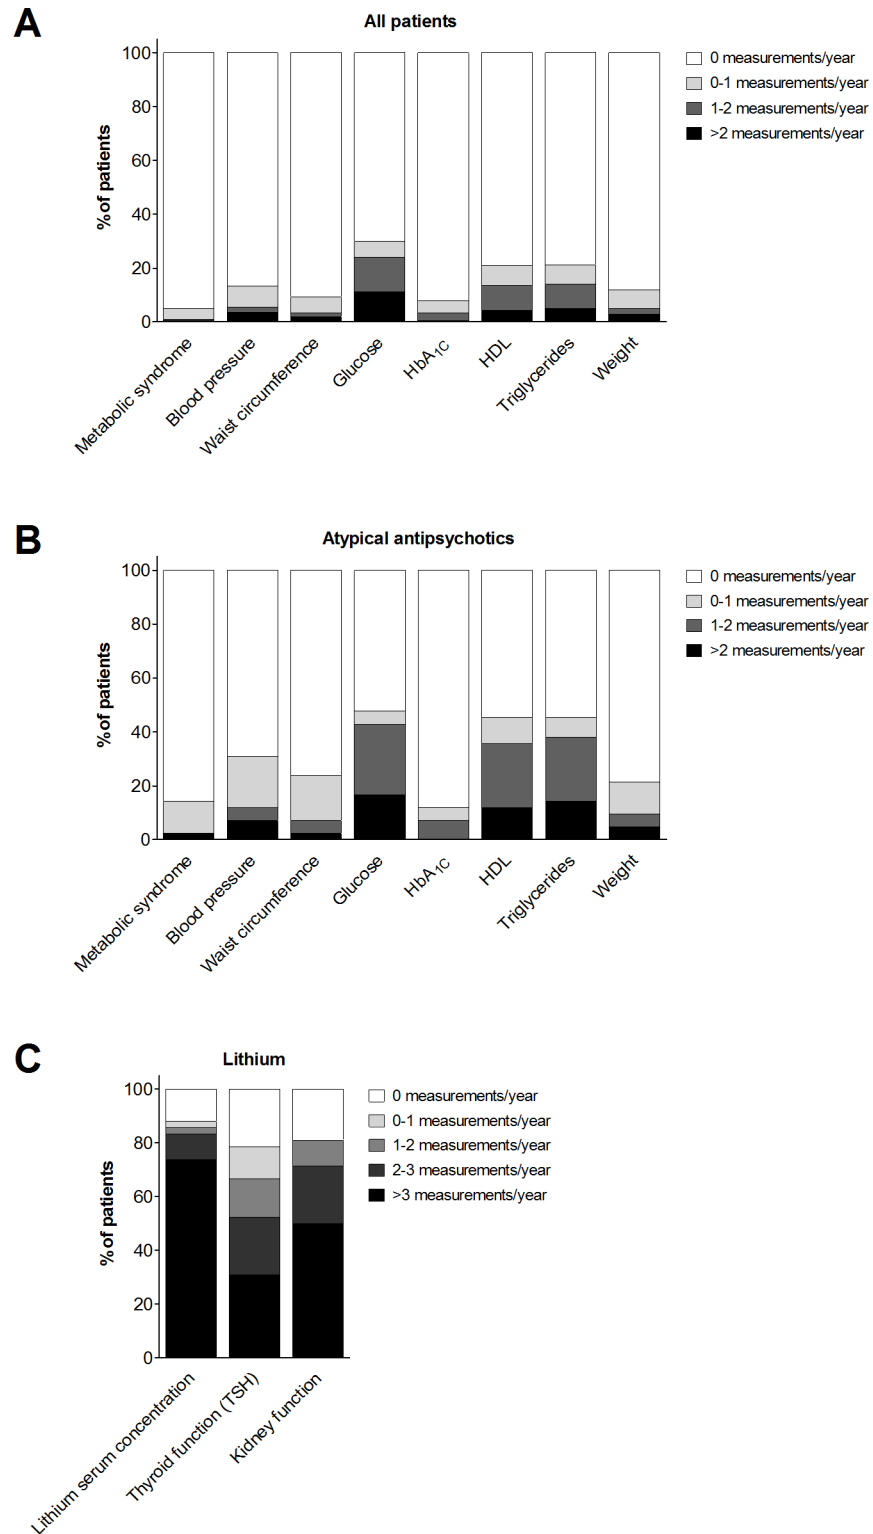 A
All patients
100
80
60
40
20
0
% of patients
0 measurements/year
0-1 measurements/year
1-2 measurements/year
>2 measurements/year
Metabolic syndrome
Blood pressure
Waist circumference
Glucose
HbA1C
HDL
Triglycerides
Weight
B
Atypical antipsychotics
100
80
60
40
20
0
% of patients
0 measurements/year
0-1 measurements/year
1-2 measurements/year
>2 measurements/year
Metabolic syndrome
Blood pressure
Waist circumference
Glucose
HbA1C
HDL
Triglycerides
Weight
C
Lithium
100
80
60
40
20
0
% of patients
0 measurements/year
0-1 measurements/year
1-2 measurements/year
2-3 measurements/year
>3 measurements/year
Lithium serum concentration
Thyroid function (TSH)
Kidney function